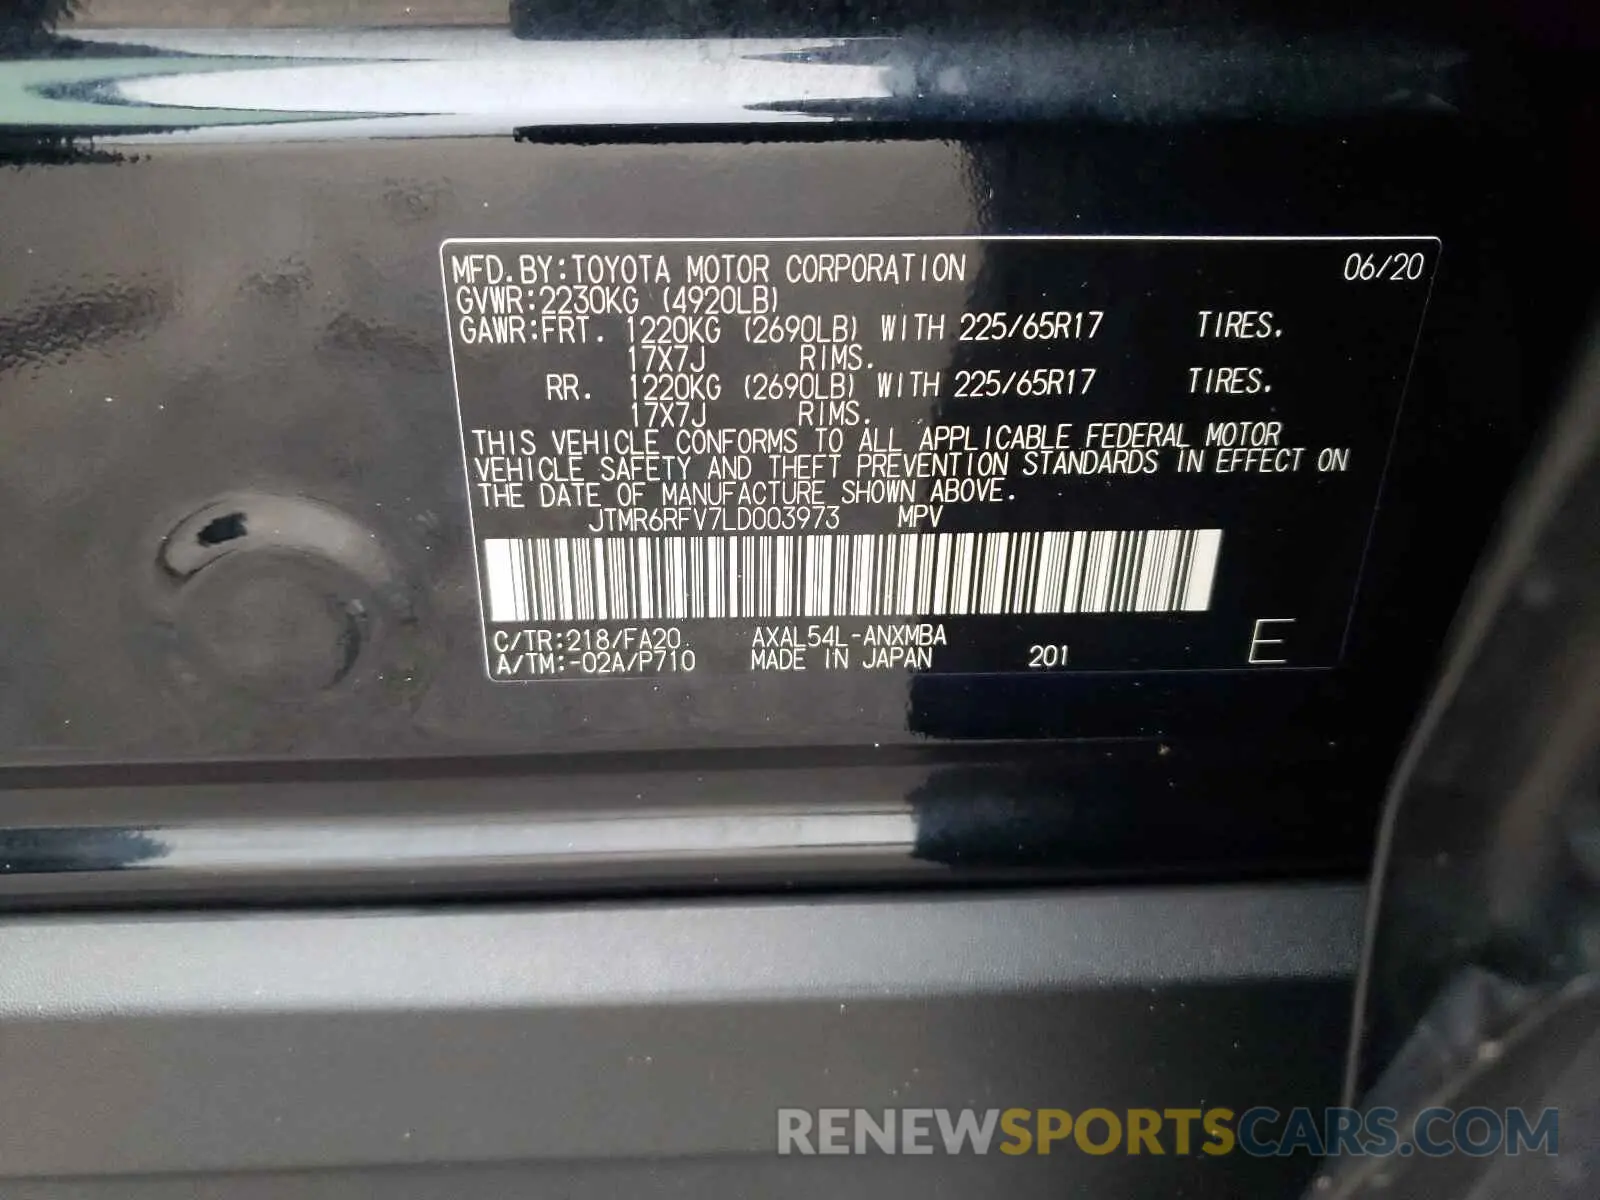 MFD.BY:TOYOTA MOTOR CORPORATION 06/20
GVWR:2230KG (4920LB)
GAWR:FRT. 1220KG (2690LB) WITH 225/65R17 TIRES.
17X7J RIMS.
RR. 1220KG (2690LB) WITH 225/65R17 TIRES.
17X7J RIMS.
THIS VEHICLE CONFORMS TO ALL APPLICABLE FEDERAL MOTOR
VEHICLE SAFETY AND THEFT PREVENTION STANDARDS IN EFFECT ON
THE DATE OF MANUFACTURE SHOWN ABOVE.
JTMR6RFV7LD003973 MPV
C/TR:218/FA20 AXAL54L-ANXMBA
A/TM:-02A/P710 MADE IN JAPAN 201 E
RENEWSPORTSCARS.COM